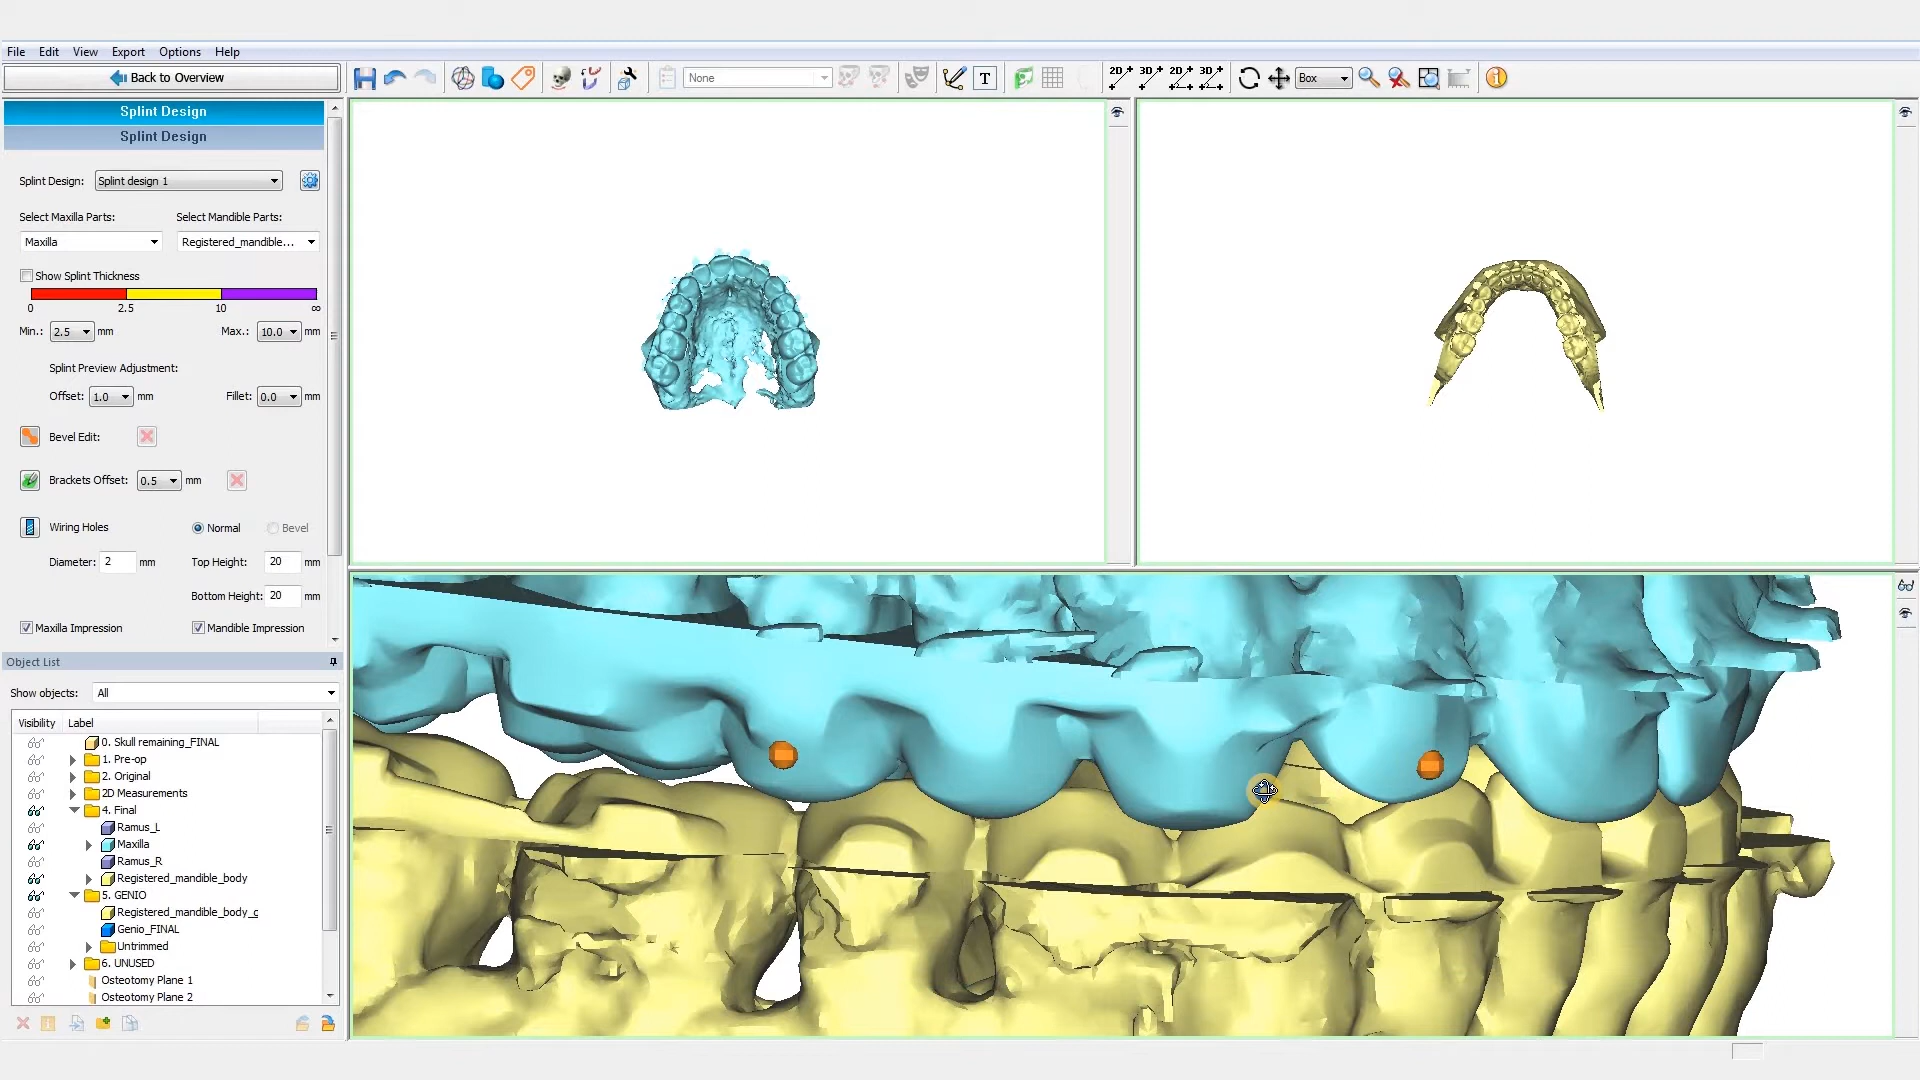 File Edit View Export Options Help
Back to Overview
None
T
2D 3D 2D 3D
Box
Splint Design
Splint Design
Splint Design: Splint design 1
Select Maxilla Parts: Select Mandible Parts:
Maxilla Registered_mandible...
Show Splint Thickness
0 2.5 10 ∞
Min.: 2.5 mm Max.: 10.0 mm
Splint Preview Adjustment:
Offset: 1.0 mm Fillet: 0.0 mm
Bevel Edit:
Brackets Offset: 0.5 mm
Wiring Holes Normal Bevel
Diameter: 2 mm Top Height: 20 mm
Bottom Height: 20 mm
Maxilla Impression Mandible Impression
Object List
Show objects: All
Visibility Label
0. Skull remaining_FINAL
1. Pre-op
2. Original
2D Measurements
4. Final
Ramus_L
Maxilla
Ramus_R
Registered_mandible_body
5. GENIO
Registered_mandible_body_c
Genio_FINAL
Untrimmed
6. UNUSED
Osteotomy Plane 1
Osteotomy Plane 2